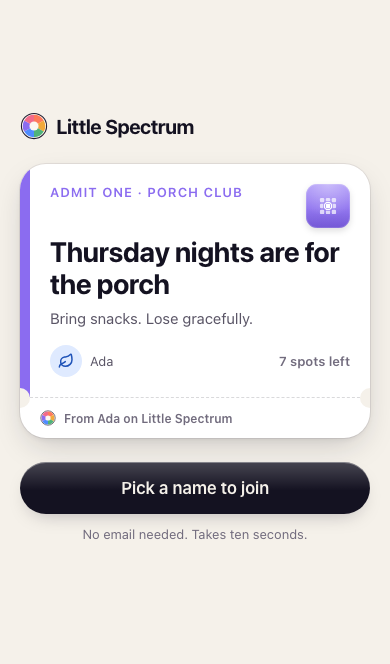 Little Spectrum
ADMIT ONE · PORCH CLUB
Thursday nights are for
the porch
Bring snacks. Lose gracefully.
Ada
7 spots left
From Ada on Little Spectrum
Pick a name to join
No email needed. Takes ten seconds.